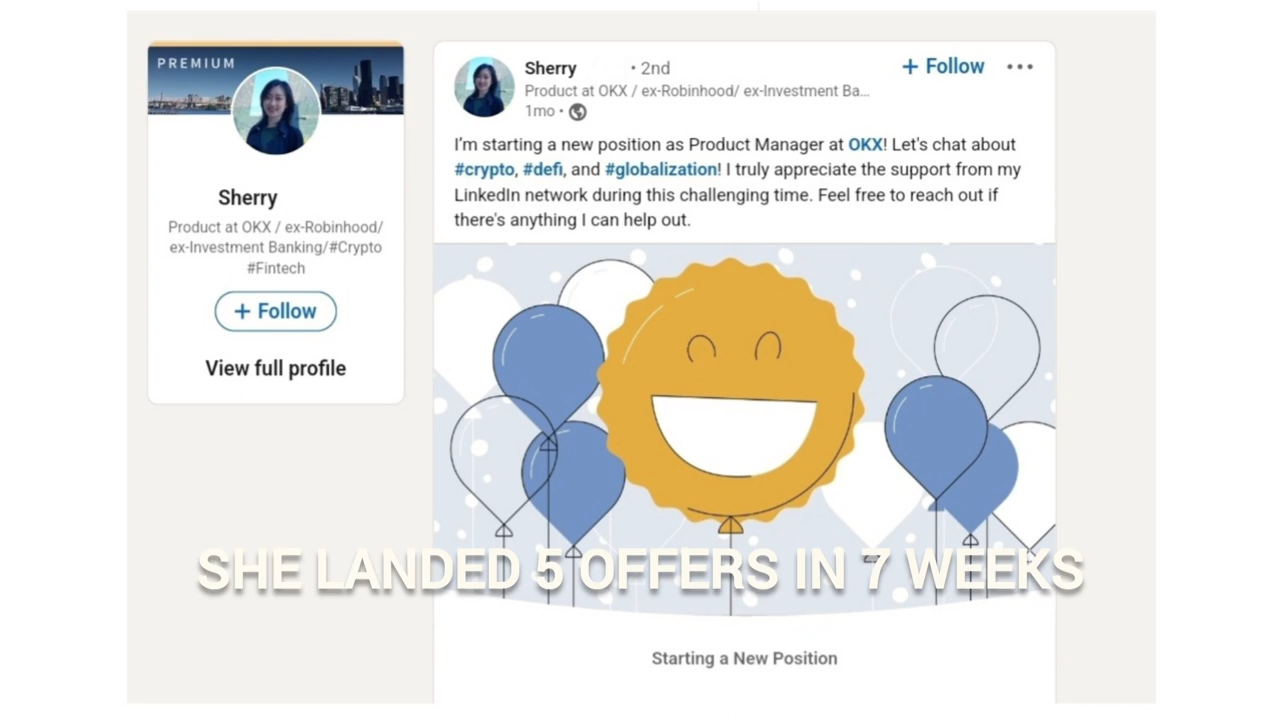 PREMIUM
Sherry
Product at OKX / ex-Robinhood/
ex-Investment Banking/#Crypto
#Fintech
+ Follow
View full profile
Sherry • 2nd
+ Follow •••
Product at OKX / ex-Robinhood/ ex-Investment Ba...
1mo •
I'm starting a new position as Product Manager at OKX! Let's chat about
#crypto, #defi, and #globalization! I truly appreciate the support from my
LinkedIn network during this challenging time. Feel free to reach out if
there's anything I can help out.
SHE LANDED 5 OFFERS IN 7 WEEKS
Starting a New Position